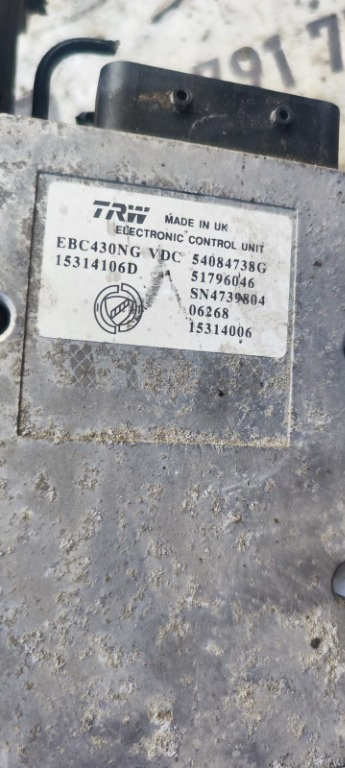 TRW MADE IN UK
ELECTRONIC CONTROL UNIT
EBC430NG VDC 54084738G
15314106D 51796046
SN4739804
06268
15314006